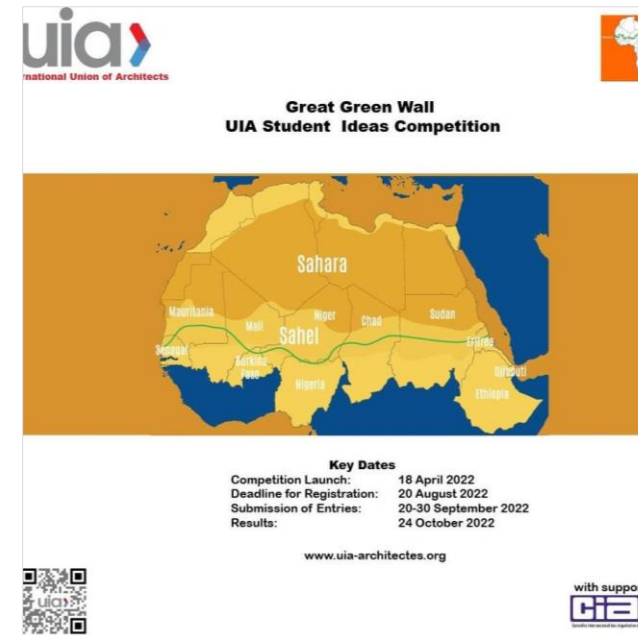 uia
rnational Union of Architects
Great Green Wall
UIA Student Ideas Competition
Sahara
Mauritania
Mali
Niger
Chad
Sudan
Sahel
Senegal
Burkina
Faso
Nigeria
Eritrea
Djibouti
Ethiopia
Key Dates
Competition Launch: 18 April 2022
Deadline for Registration: 20 August 2022
Submission of Entries: 20-30 September 2022
Results: 24 October 2022
www.uia-architectes.org
uia
with suppo